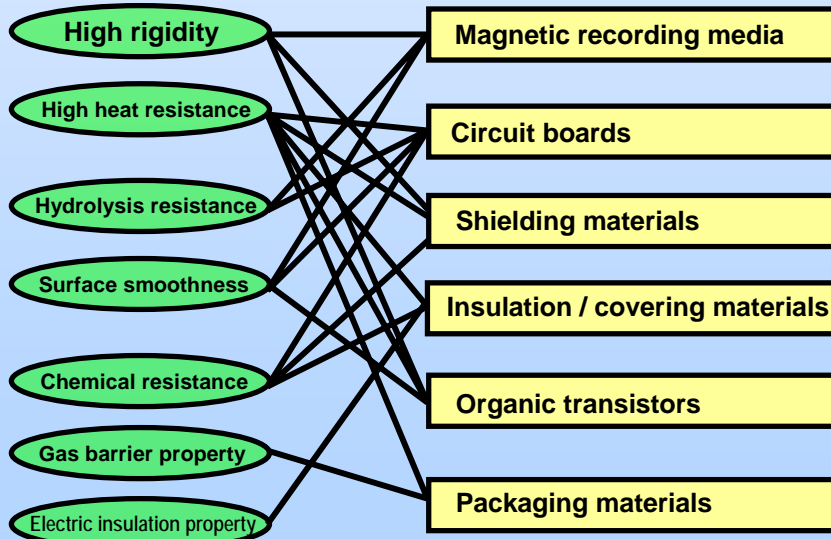 High rigidity
High heat resistance
Hydrolysis resistance
Surface smoothness
Chemical resistance
Gas barrier property
Electric insulation property
Magnetic recording media
Circuit boards
Shielding materials
Insulation / covering materials
Organic transistors
Packaging materials